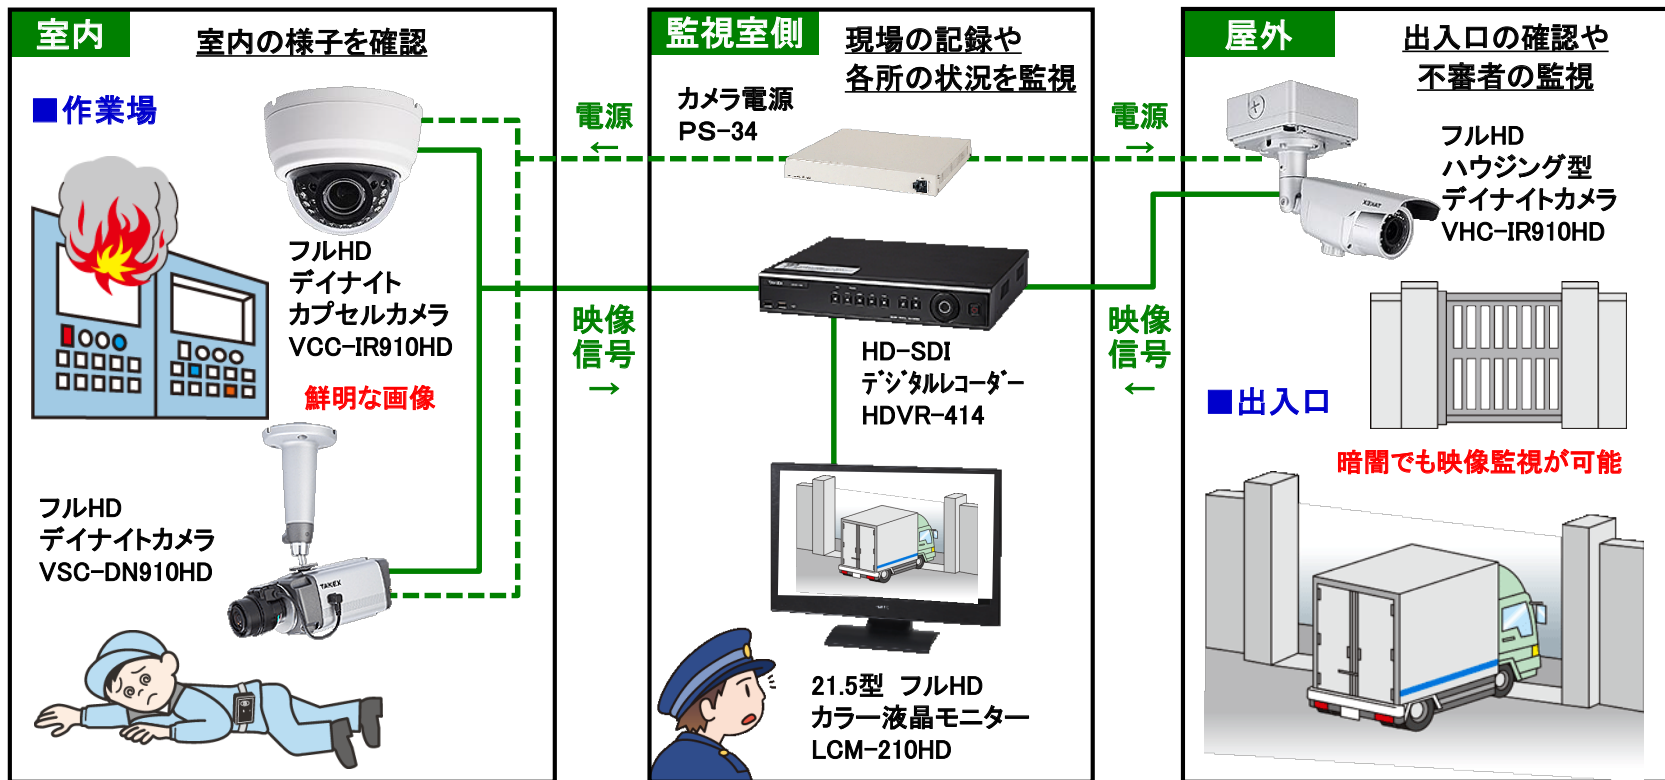 室内
室内の様子を確認
■作業場
フルHD
デイナイト
カプセルカメラ
VCC-IR910HD
鮮明な画像
フルHD
デイナイトカメラ
VSC-DN910HD
TAKEX
電源
←
映像
信号
→
監視室側
現場の記録や
各所の状況を監視
カメラ電源
PS-34
TAKEX
HD-SDI
デジタルレコーダー
HDVR-414
21.5型 フルHD
カラー液晶モニター
LCM-210HD
電源
→
映像
信号
←
屋外
出入口の確認や
不審者の監視
フルHD
ハウジング型
デイナイトカメラ
VHC-IR910HD
TAKEX
■出入口
暗闇でも映像監視が可能